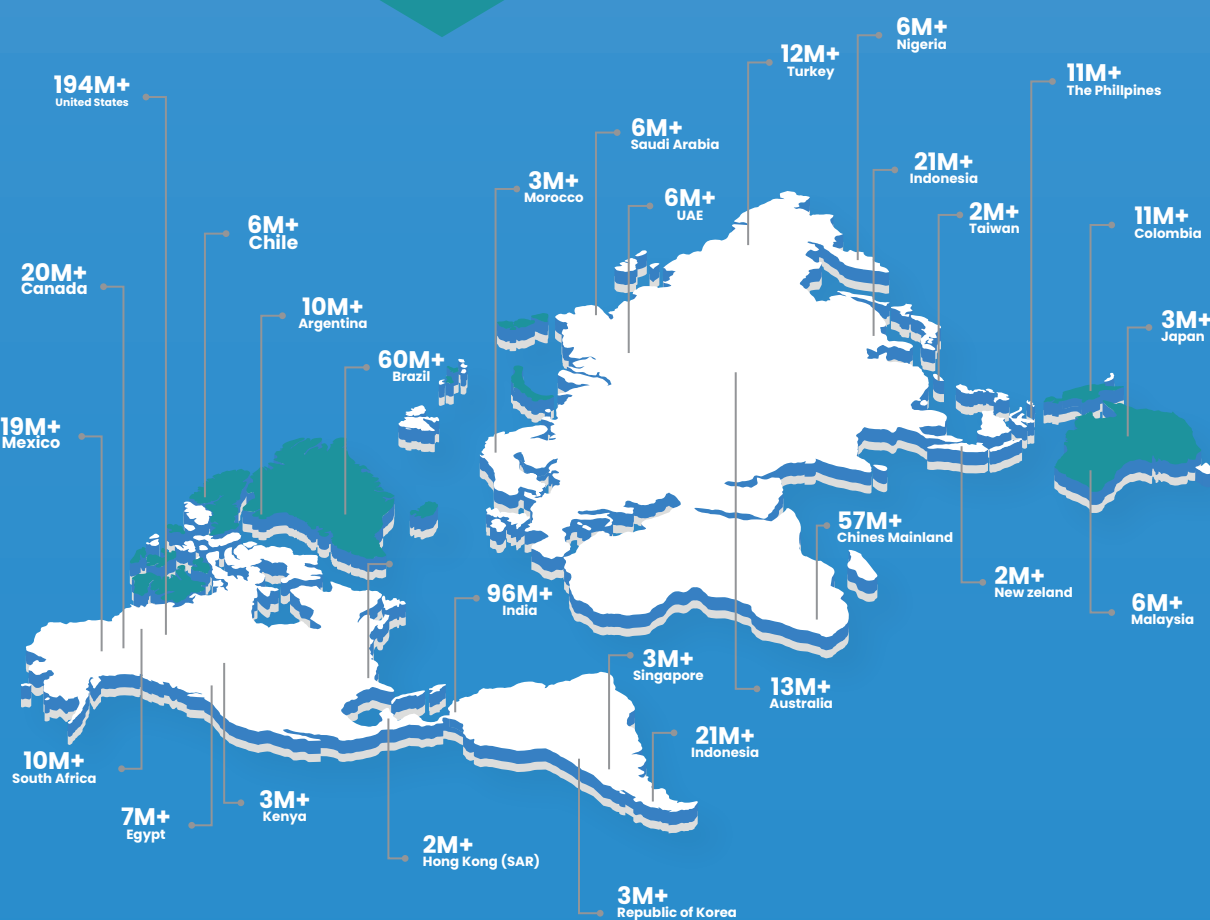 6M+
Nigeria
12M+
Turkey
11M+
The Phillpines
194M+
United States
6M+
Saudi Arabia
21M+
Indonesia
3M+
Morocco
6M+
UAE
2M+
Taiwan
11M+
Colombia
6M+
Chile
20M+
Canada
10M+
Argentina
3M+
Japan
60M+
Brazil
19M+
Mexico
57M+
Chines Mainland
2M+
New zeland
96M+
India
6M+
Malaysia
3M+
Singapore
13M+
Australia
21M+
Indonesia
10M+
South Africa
3M+
Kenya
7M+
Egypt
2M+
Hong Kong (SAR)
3M+
Republic of Korea